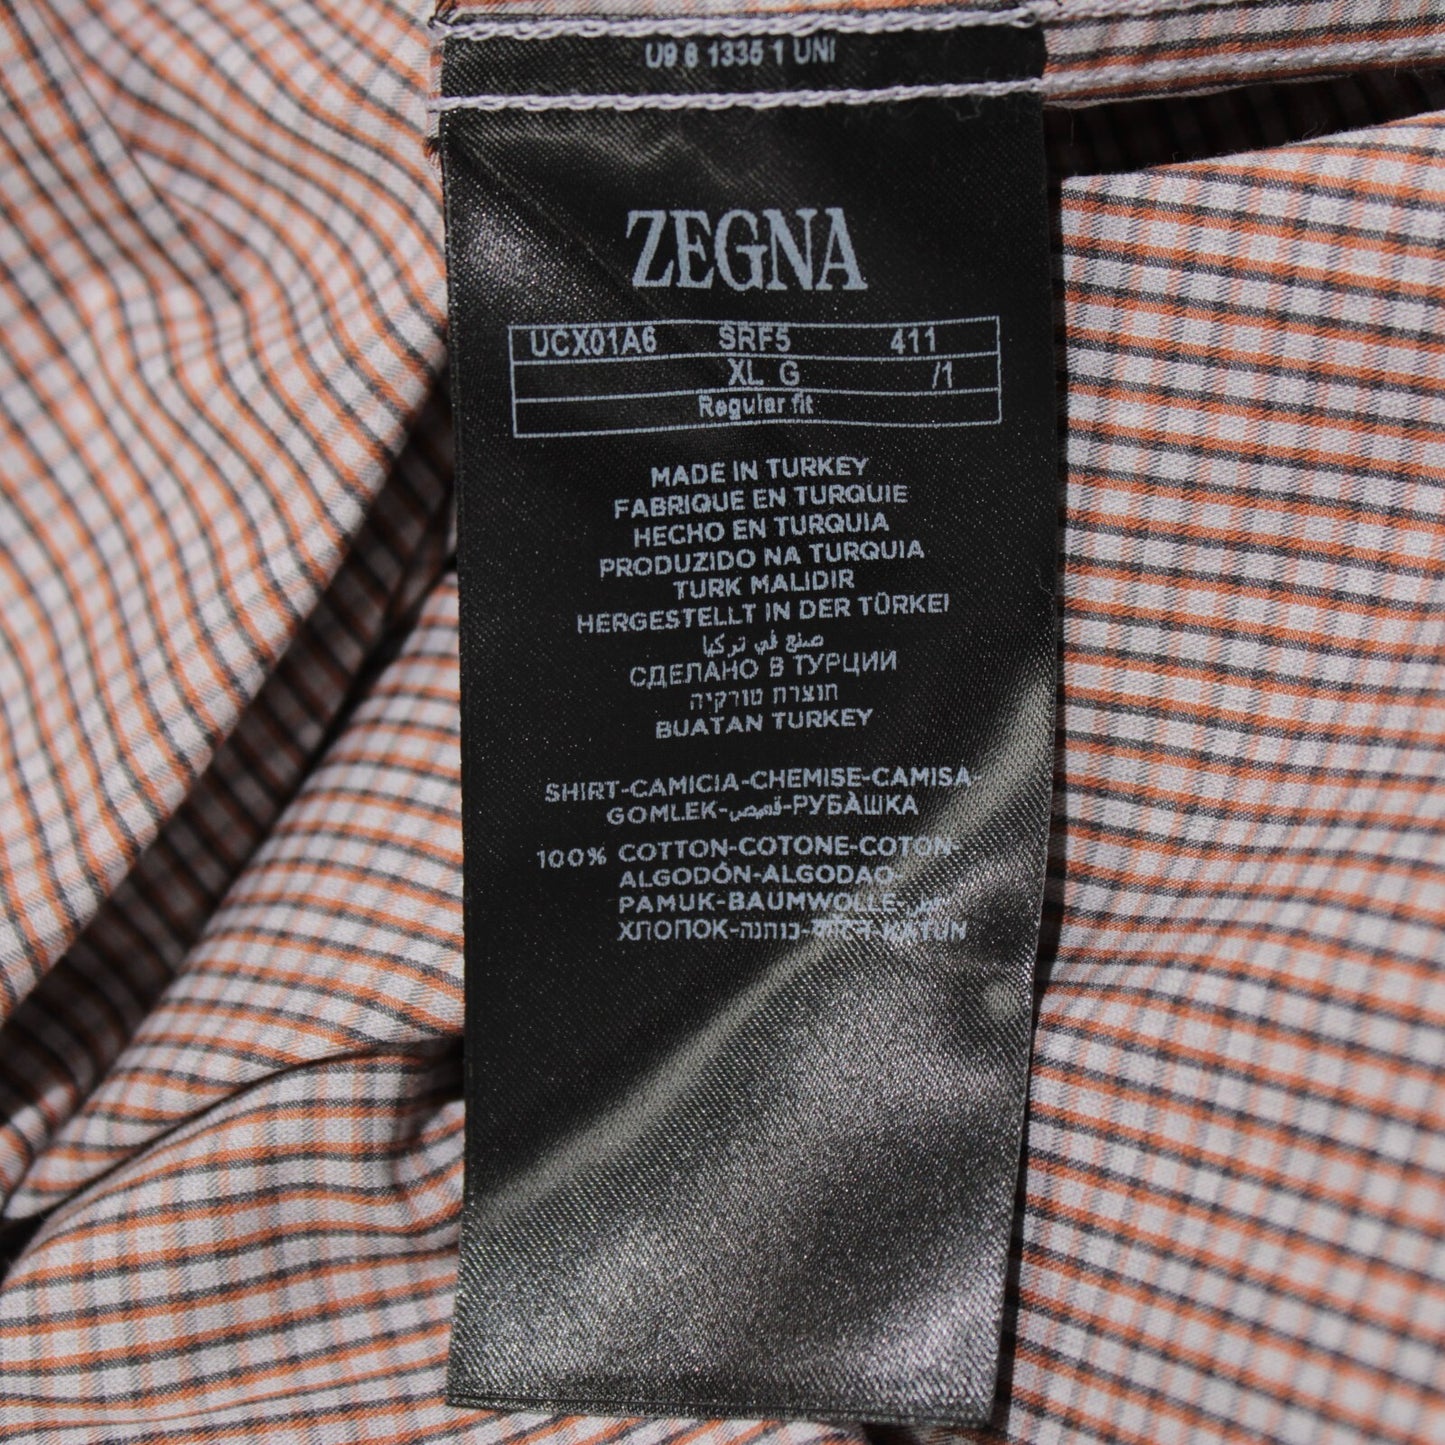 U9 8 1335 1 UNI
ZEGNA
UCX01A6 SRF5 411
XL G /1
Regular fit
MADE IN TURKEY
FABRIQUE EN TURQUIE
HECHO EN TURQUIA
PRODUZIDO NA TURQUIA
TURK MALIDIR
HERGESTELLT IN DER TÜRKEI
صنع في تركيا
СДЕЛАНО В ТУРЦИИ
תוצרת טורקיה
BUATAN TURKEY
SHIRT-CAMICIA-CHEMISE-CAMISA-
GOMLEK-قميص-РУБÀШКА
100% COTTON-COTONE-COTON-
ALGODÓN-ALGODAO-
PAMUK-BAUMWOLLE-
ХЛОПОК-כותנה- KATUN